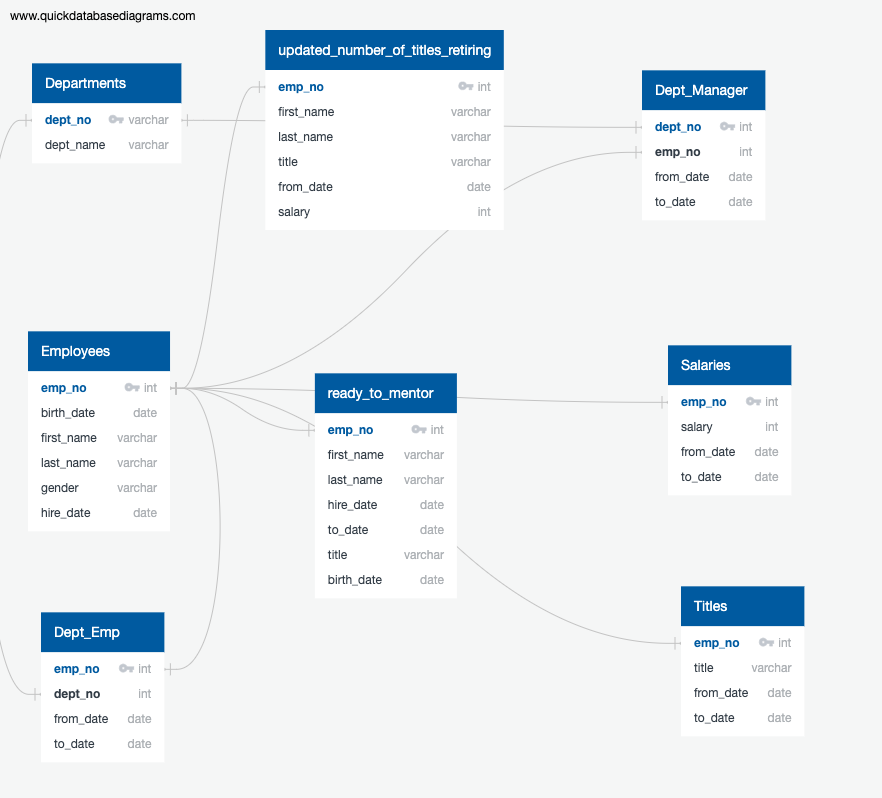 www.quickdatabasediagrams.com
updated_number_of_titles_retiring
emp_no int
first_name varchar
last_name varchar
title varchar
from_date date
salary int
Departments
dept_no varchar
dept_name varchar
Dept_Manager
dept_no int
emp_no int
from_date date
to_date date
Employees
emp_no int
birth_date date
first_name varchar
last_name varchar
gender varchar
hire_date date
ready_to_mentor
emp_no int
first_name varchar
last_name varchar
hire_date date
to_date date
title varchar
birth_date date
Salaries
emp_no int
salary int
from_date date
to_date date
Dept_Emp
emp_no int
dept_no int
from_date date
to_date date
Titles
emp_no int
title varchar
from_date date
to_date date